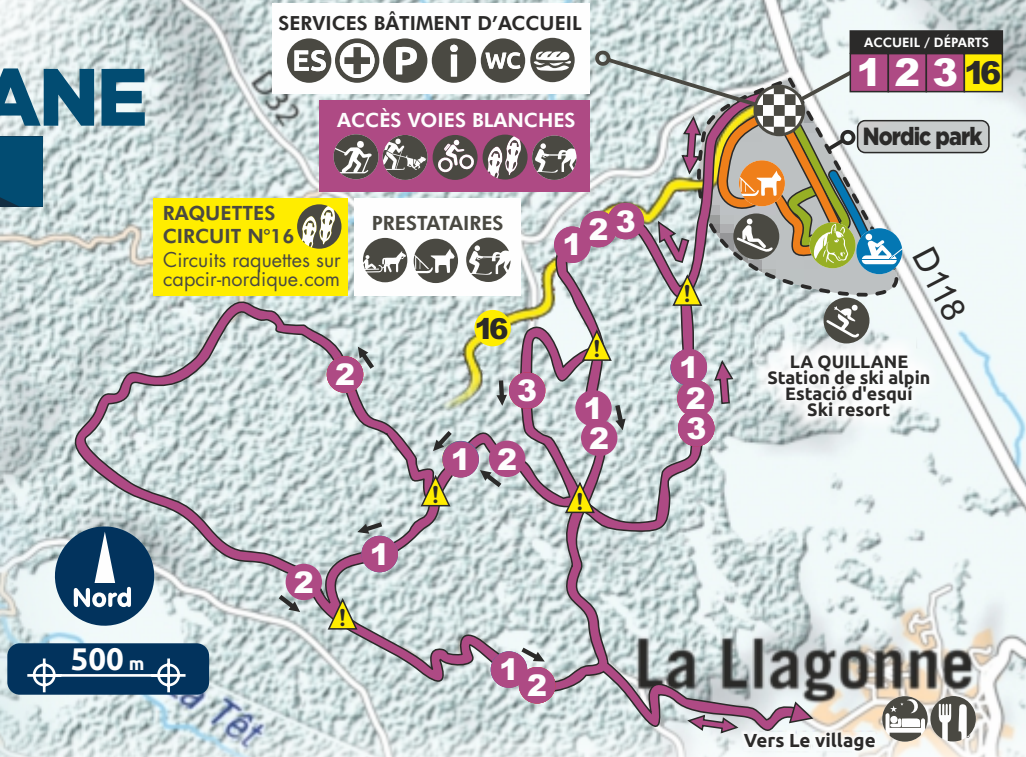 SERVICES BÂTIMENT D'ACCUEIL
ES P i WC
ACCUEIL / DÉPARTS
1 2 3 16
ANE
D32
ACCÈS VOIES BLANCHES
Nordic park
RAQUETTES
CIRCUIT N°16
Circuits raquettes sur
capcir-nordique.com
PRESTATAIRES
1 2 3
D118
16
LA QUILLANE
Station de ski alpin
Estació d'esquí
Ski resort
2
3
1
2
1
2
3
1 2
1
2
Nord
500 m
La Têt
1 2
La Llagonne
Vers Le village